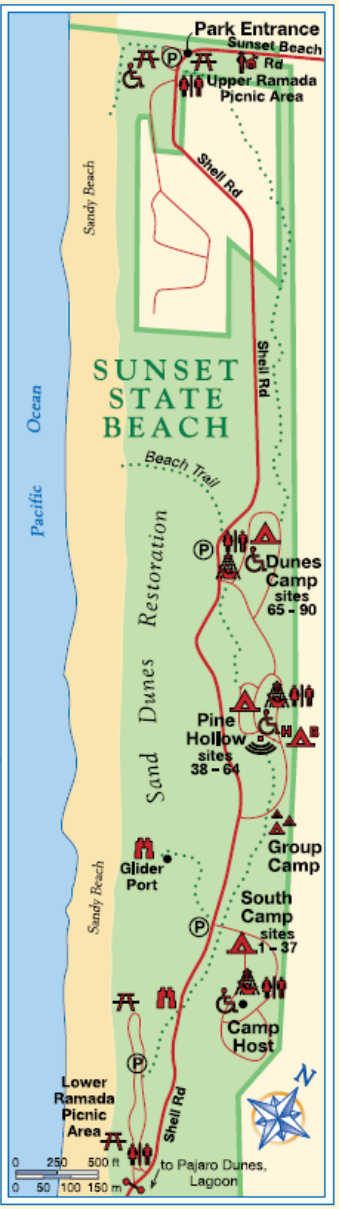 Park Entrance
Sunset Beach
Rd
P
Upper Ramada
Picnic Area
Shell Rd
Sandy Beach
Shell Rd
SUNSET
STATE
BEACH
Pacific Ocean
Beach Trail
Sand Dunes Restoration
P
Dunes
Camp
sites
65 – 90
Pine
Hollow
sites
38 – 64
H B
Group
Camp
Glider
Port
Sandy Beach
South
Camp
sites
1 – 37
P
Camp
Host
P
Lower
Ramada
Picnic
Area
Shell Rd
N
to Pajaro Dunes,
Lagoon
0 250 500 ft
0 50 100 150 m